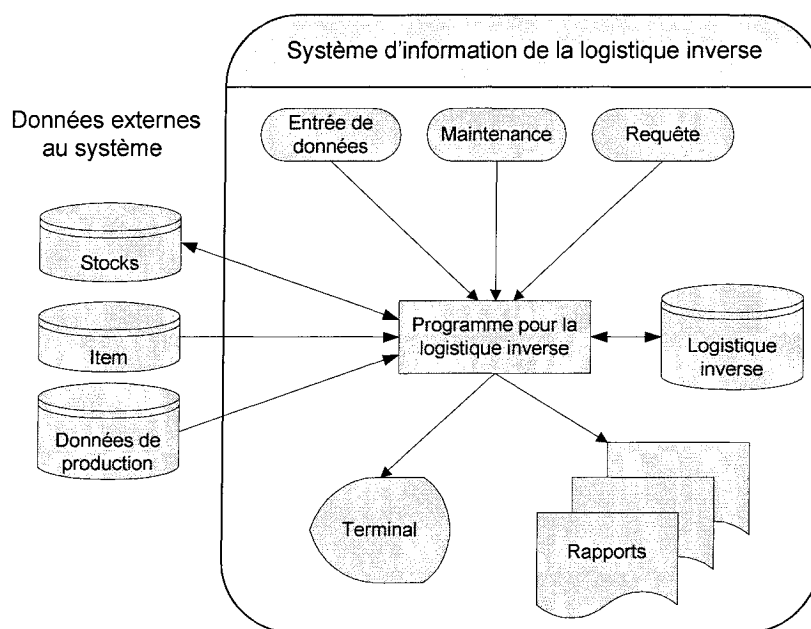 Système d'information de la logistique inverse
Données externes
au système
Entrée de
données
Maintenance
Requête
Stocks
Item
Données de
production
Programme pour la
logistique inverse
Logistique
inverse
Terminal
Rapports